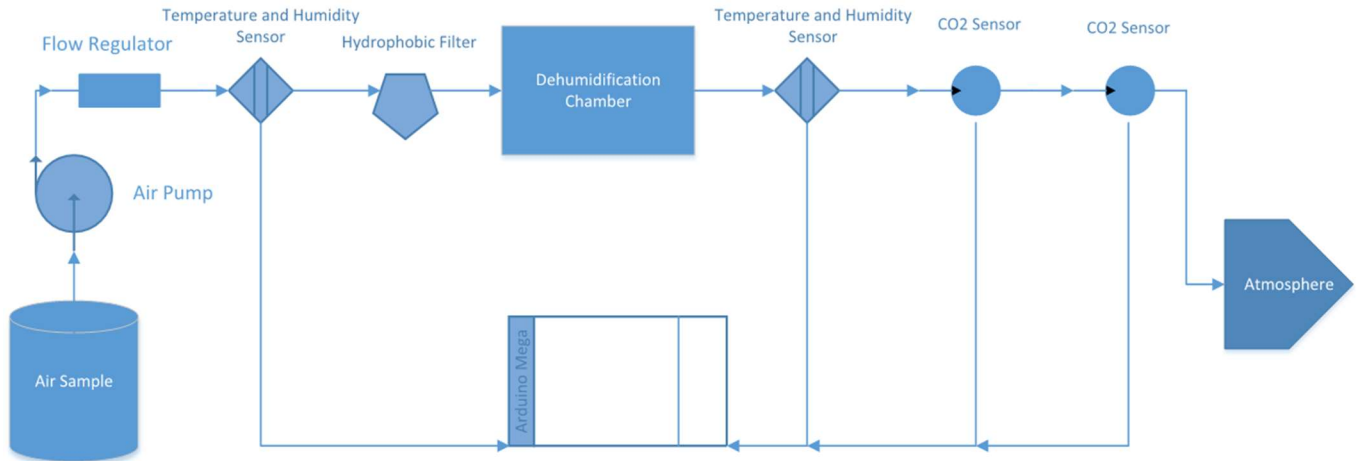 Temperature and Humidity
Sensor
Flow Regulator
Hydrophobic Filter
Dehumidification
Chamber
Temperature and Humidity
Sensor
CO2 Sensor
CO2 Sensor
Air Pump
Air Sample
Arduino Mega
Atmosphere